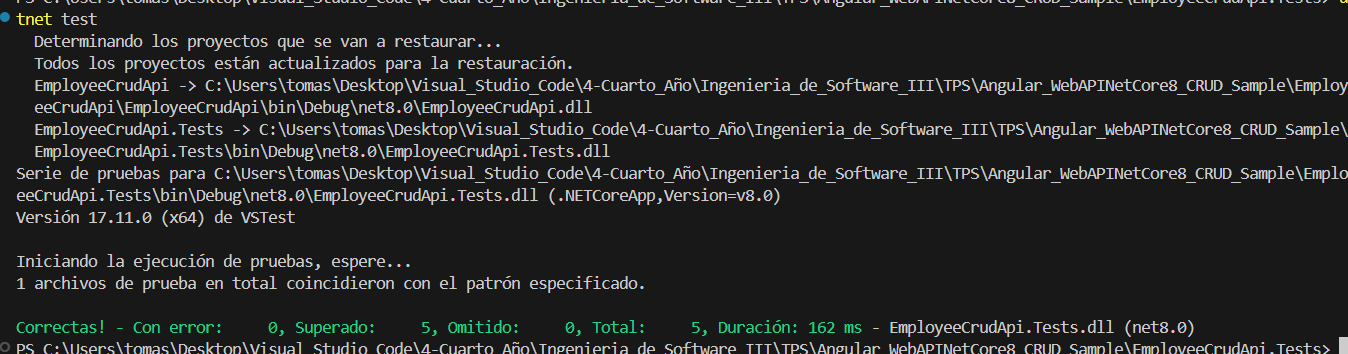 PS C:\Users\tomas\Desktop\Visual_Studio_Code\4-Cuarto_Año\Ingenieria_de_Software_III\TPS\Angular_WebAPINetCore8_CRUD_Sample\EmployeeCrudApi.Tests>
tnet test
Determinando los proyectos que se van a restaurar...
Todos los proyectos están actualizados para la restauración.
EmployeeCrudApi -> C:\Users\tomas\Desktop\Visual_Studio_Code\4-Cuarto_Año\Ingenieria_de_Software_III\TPS\Angular_WebAPINetCore8_CRUD_Sample\Employ
eeCrudApi\EmployeeCrudApi\bin\Debug\net8.0\EmployeeCrudApi.dll
EmployeeCrudApi.Tests -> C:\Users\tomas\Desktop\Visual_Studio_Code\4-Cuarto_Año\Ingenieria_de_Software_III\TPS\Angular_WebAPINetCore8_CRUD_Sample\
EmployeeCrudApi.Tests\bin\Debug\net8.0\EmployeeCrudApi.Tests.dll
Serie de pruebas para C:\Users\tomas\Desktop\Visual_Studio_Code\4-Cuarto_Año\Ingenieria_de_Software_III\TPS\Angular_WebAPINetCore8_CRUD_Sample\Emplo
eeCrudApi.Tests\bin\Debug\net8.0\EmployeeCrudApi.Tests.dll (.NETCoreApp,Version=v8.0)
Versión 17.11.0 (x64) de VSTest
Iniciando la ejecución de pruebas, espere...
1 archivos de prueba en total coincidieron con el patrón especificado.
Correctas! - Con error:     0, Superado:     5, Omitido:     0, Total:     5, Duración: 162 ms - EmployeeCrudApi.Tests.dll (net8.0)
PS C:\Users\tomas\Desktop\Visual_Studio_Code\4-Cuarto_Año\Ingenieria_de_Software_III\TPS\Angular_WebAPINetCore8_CRUD_Sample\EmployeeCrudApi.Tests>